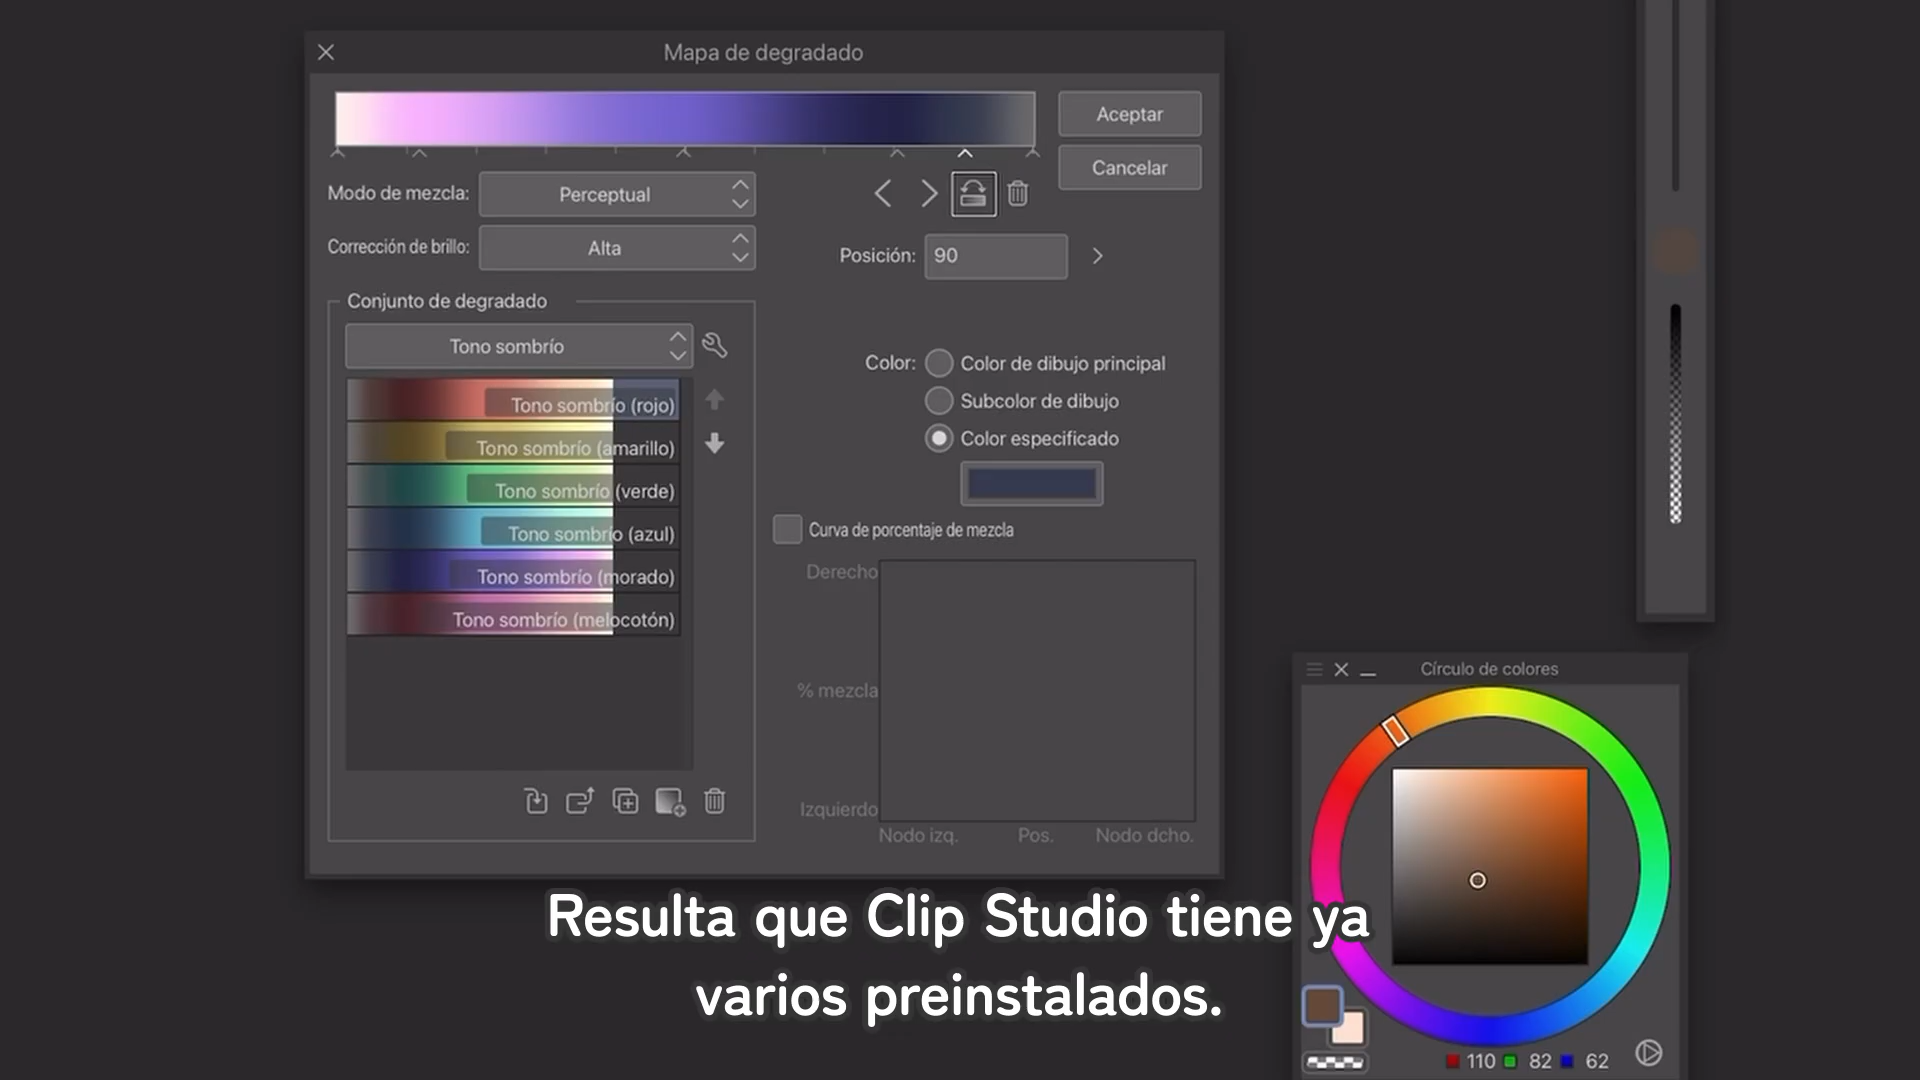 Mapa de degradado
Aceptar
Cancelar
Modo de mezcla: Perceptual
Corrección de brillo: Alta
Posición: 90
Conjunto de degradado
Tono sombrío
Tono sombrío (rojo)
Tono sombrío (amarillo)
Tono sombrío (verde)
Tono sombrío (azul)
Tono sombrío (morado)
Tono sombrío (melocotón)
Color: Color de dibujo principal
Subcolor de dibujo
Color especificado
Curva de porcentaje de mezcla
Derecho
% mezcla
Izquierdo
Nodo izq. Pos. Nodo dcho.
Círculo de colores
110 82 62
Resulta que Clip Studio tiene ya
varios preinstalados.